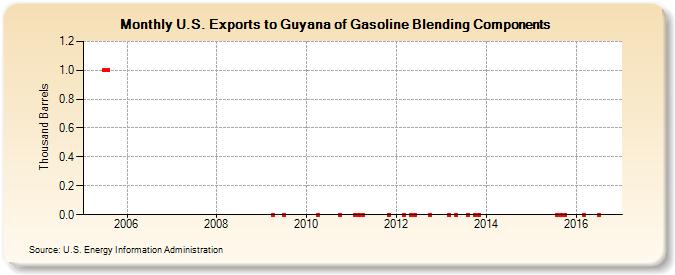 Monthly U.S. Exports to Guyana of Gasoline Blending Components
Thousand Barrels
1.2
1.0
0.8
0.6
0.4
0.2
0.0
2006 2008 2010 2012 2014 2016
Source: U.S. Energy Information Administration